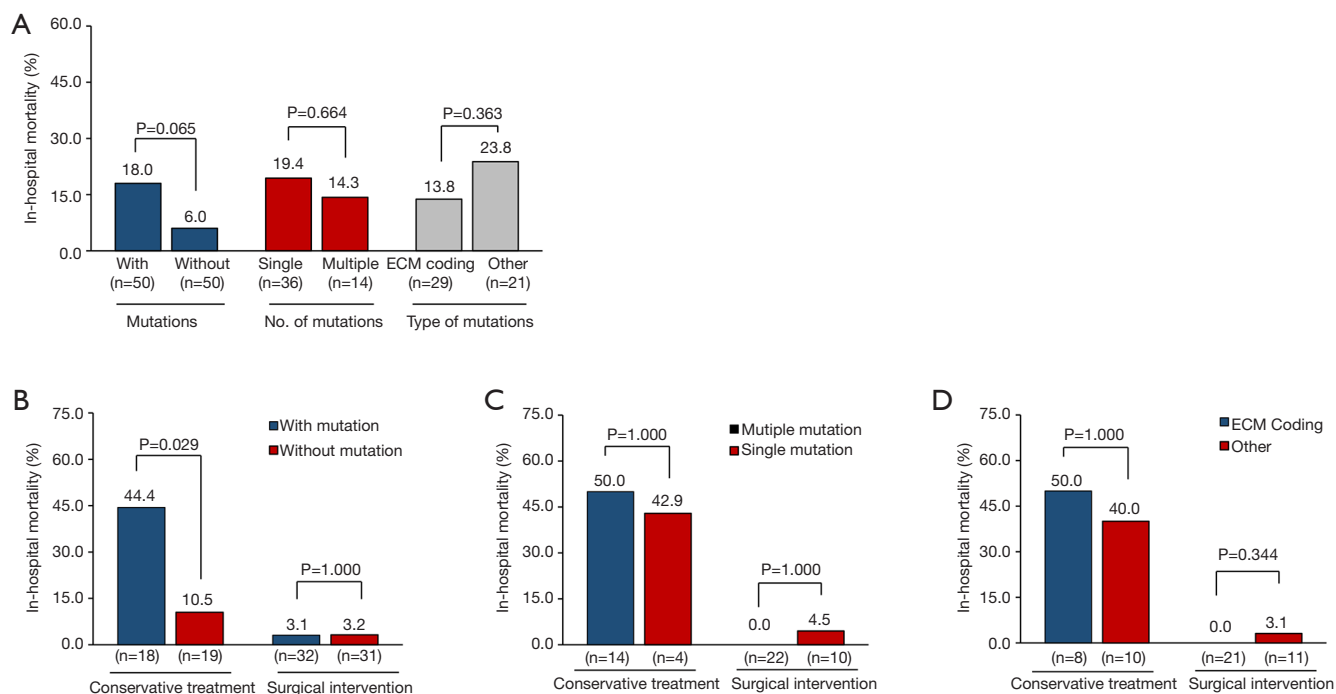 A
In-hospital mortality (%)
60.0
45.0
30.0
15.0
0.0
P=0.065
P=0.664
P=0.363
18.0
6.0
19.4
14.3
13.8
23.8
With Without Single Multiple ECM coding Other
(n=50) (n=50) (n=36) (n=14) (n=29) (n=21)
Mutations No. of mutations Type of mutations
B
In-hospital mortality (%)
75.0
60.0
45.0
30.0
15.0
0.0
With mutation
Without mutation
P=0.029
44.4
10.5
P=1.000
3.1
3.2
(n=18) (n=19) (n=32) (n=31)
Conservative treatment Surgical intervention
C
In-hospital mortality (%)
75.0
60.0
45.0
30.0
15.0
0.0
Mutiple mutation
Single mutation
P=1.000
50.0
42.9
P=1.000
0.0
4.5
(n=14) (n=4) (n=22) (n=10)
Conservative treatment Surgical intervention
D
In-hospital mortality (%)
75.0
60.0
45.0
30.0
15.0
0.0
ECM Coding
Other
P=1.000
50.0
40.0
P=0.344
0.0
3.1
(n=8) (n=10) (n=21) (n=11)
Conservative treatment Surgical intervention